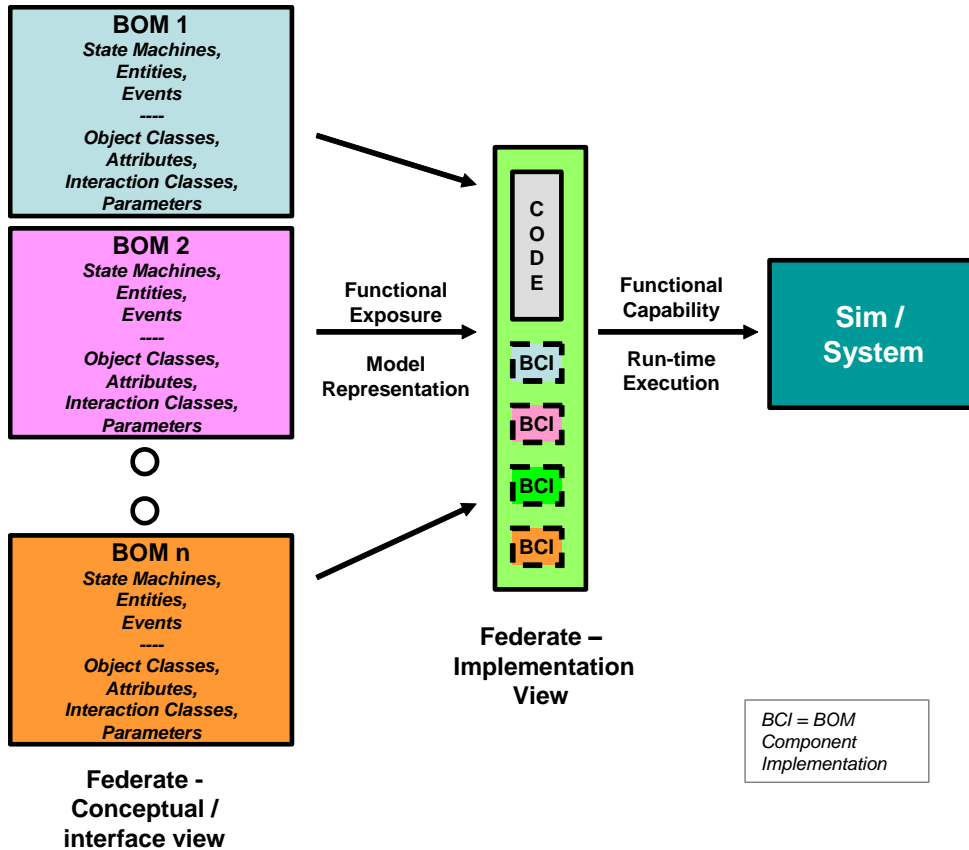 BOM 1
State Machines,
Entities,
Events
----
Object Classes,
Attributes,
Interaction Classes,
Parameters
BOM 2
State Machines,
Entities,
Events
----
Object Classes,
Attributes,
Interaction Classes,
Parameters
BOM n
State Machines,
Entities,
Events
----
Object Classes,
Attributes,
Interaction Classes,
Parameters
Federate -
Conceptual /
interface view
Functional
Exposure
Model
Representation
C
O
D
E
BCI
BCI
BCI
BCI
Federate –
Implementation
View
Functional
Capability
Run-time
Execution
Sim /
System
BCI = BOM
Component
Implementation